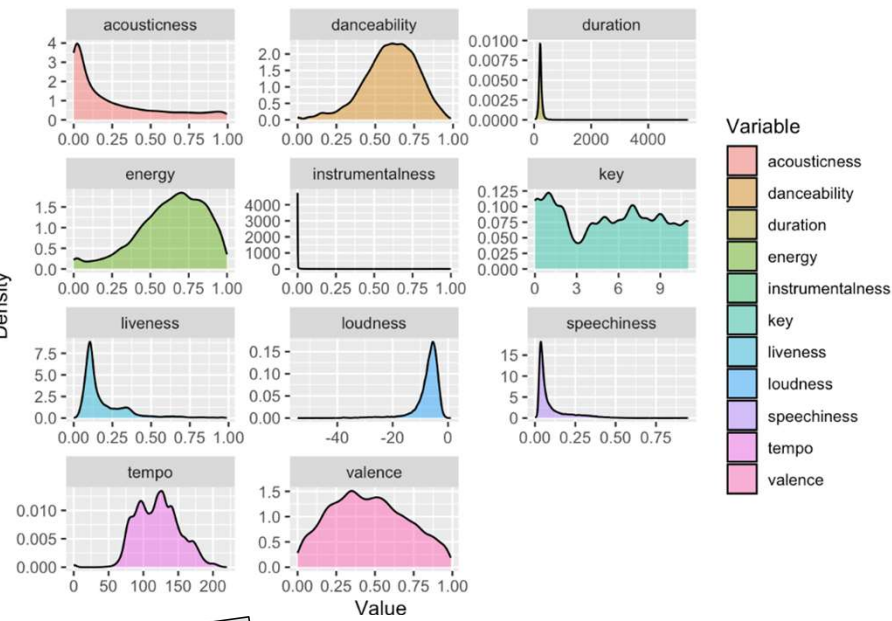 acousticness danceability duration
4 3 2 1 0
0.00 0.25 0.50 0.75 1.00
2.0 1.5 1.0 0.5 0.0
0.00 0.25 0.50 0.75 1.00
0.0100 0.0075 0.0050 0.0025 0.0000
0 2000 4000
energy instrumentalness key
1.5 1.0 0.5 0.0
0.00 0.25 0.50 0.75 1.00
4000 3000 2000 1000 0
0.00 0.25 0.50 0.75 1.00
0.125 0.100 0.075 0.050 0.025 0.000
0 3 6 9
liveness loudness speechiness
7.5 5.0 2.5 0.0
0.00 0.25 0.50 0.75 1.00
0.15 0.10 0.05 0.00
-40 -20 0
15 10 5 0
0.00 0.25 0.50 0.75
tempo valence
0.010 0.005 0.000
0 50 100 150 200
1.5 1.0 0.5 0.0
0.00 0.25 0.50 0.75 1.00
Density
Value
Variable
acousticness
danceability
duration
energy
instrumentalness
key
liveness
loudness
speechiness
tempo
valence